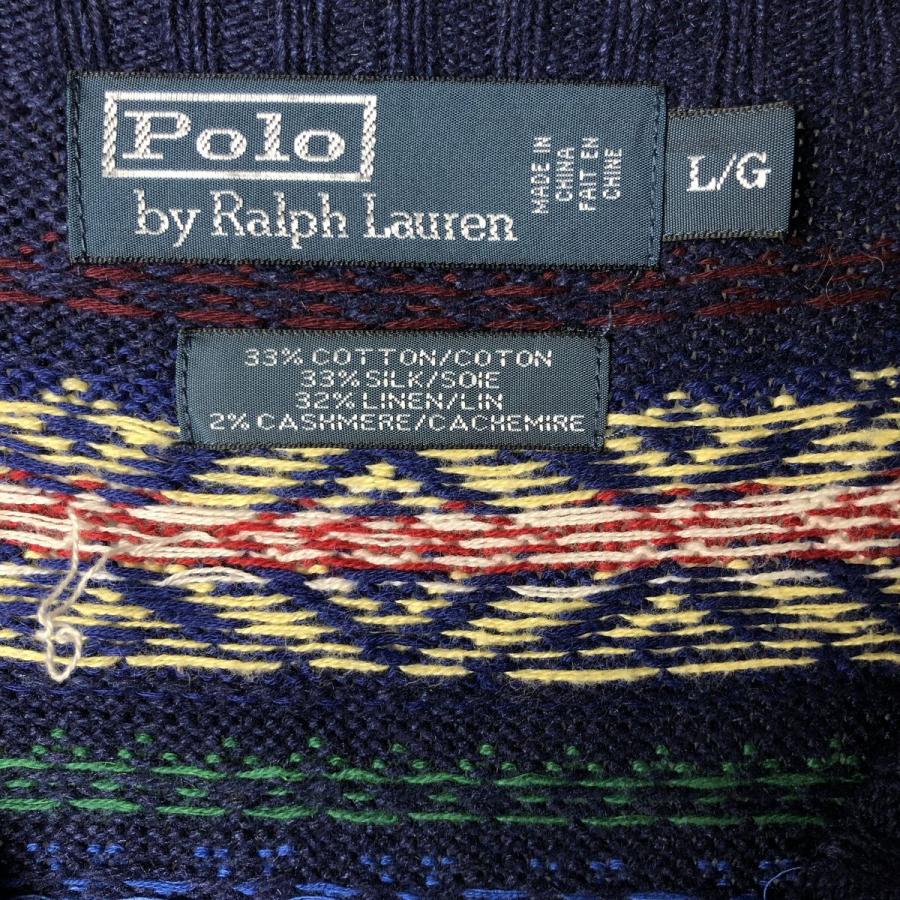 Polo
by Ralph Lauren
MADE IN
CHINA
FAIT EN
CHINE
L/G
33% COTTON/COTON
33% SILK/SOIE
32% LINEN/LIN
2% CASHMERE/CACHEMIRE